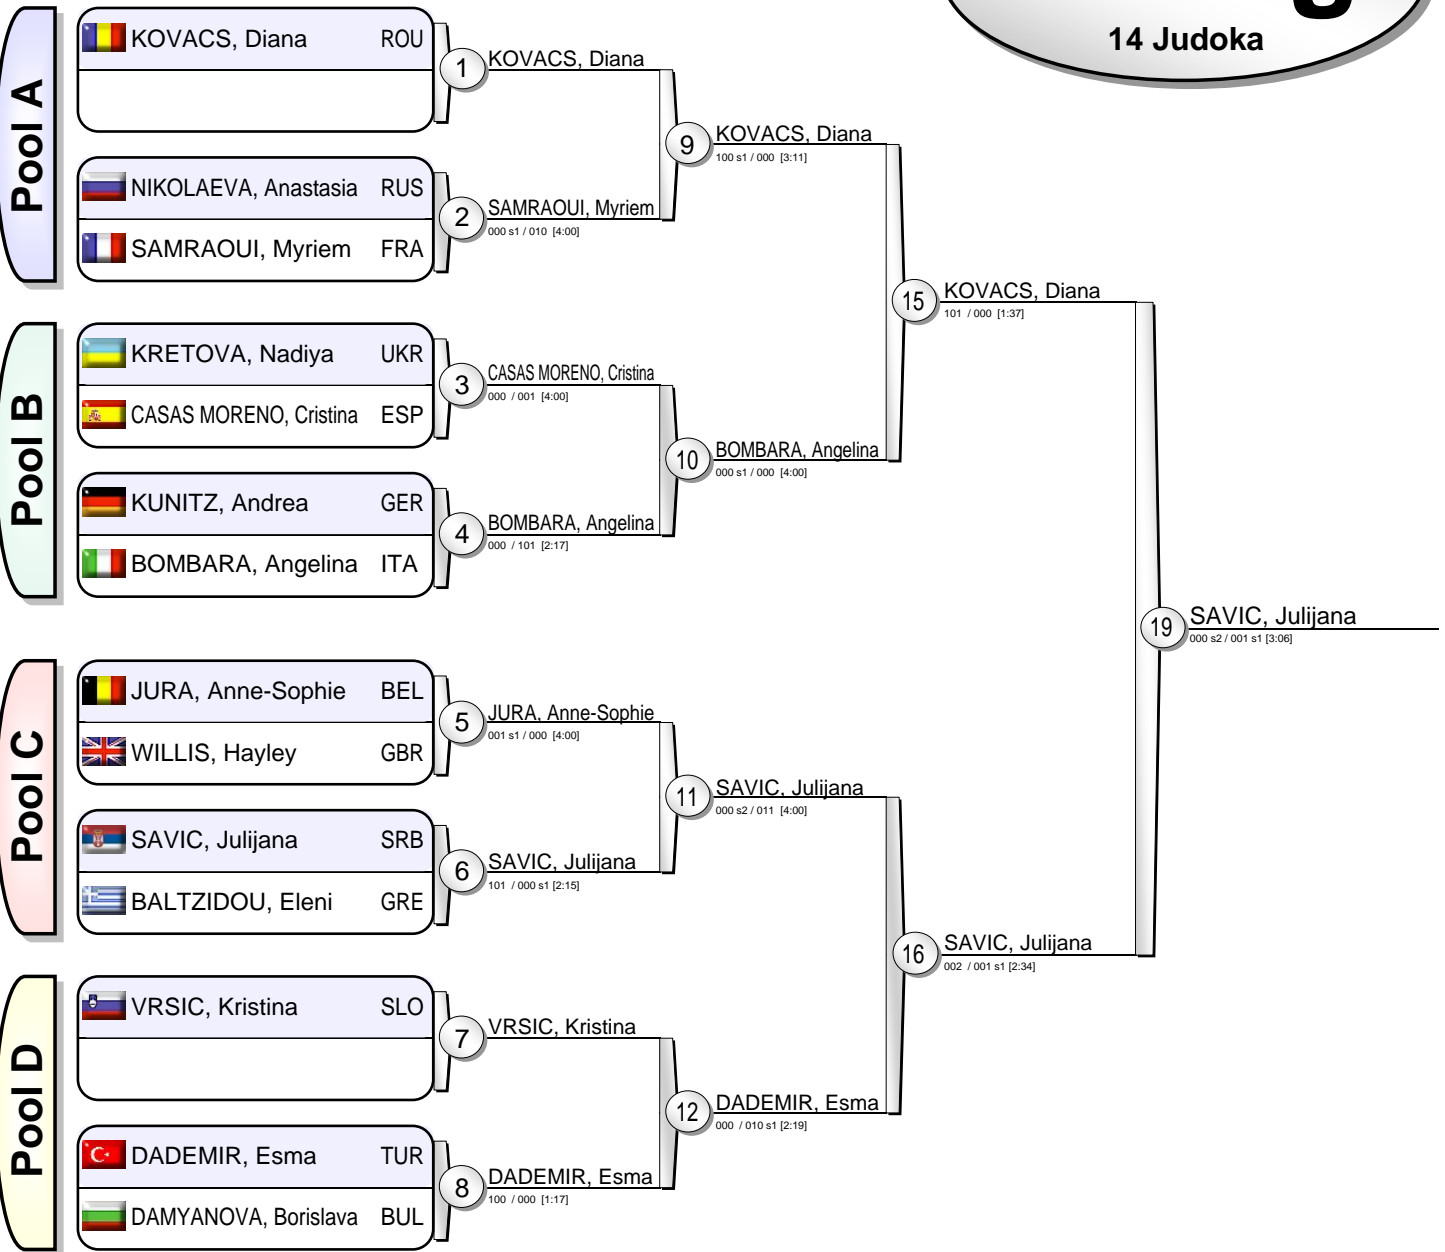 14 Judoka
Pool A
KOVACS, Diana ROU
NIKOLAEVA, Anastasia RUS
SAMRAOUI, Myriem FRA
Pool B
KRETOVA, Nadiya UKR
CASAS MORENO, Cristina ESP
KUNITZ, Andrea GER
BOMBARA, Angelina ITA
Pool C
JURA, Anne-Sophie BEL
WILLIS, Hayley GBR
SAVIC, Julijana SRB
BALTZIDOU, Eleni GRE
Pool D
VRSIC, Kristina SLO
DADEMIR, Esma TUR
DAMYANOVA, Borislava BUL
1 KOVACS, Diana
2 SAMRAOUI, Myriem
000 s1 / 010 [4:00]
3 CASAS MORENO, Cristina
000 / 001 [4:00]
4 BOMBARA, Angelina
000 / 101 [2:17]
5 JURA, Anne-Sophie
001 s1 / 000 [4:00]
6 SAVIC, Julijana
101 / 000 s1 [2:15]
7 VRSIC, Kristina
8 DADEMIR, Esma
100 / 000 [1:17]
9 KOVACS, Diana
100 s1 / 000 [3:11]
10 BOMBARA, Angelina
000 s1 / 000 [4:00]
11 SAVIC, Julijana
000 s2 / 011 [4:00]
12 DADEMIR, Esma
000 / 010 s1 [2:19]
15 KOVACS, Diana
101 / 000 [1:37]
16 SAVIC, Julijana
002 / 001 s1 [2:34]
19 SAVIC, Julijana
000 s2 / 001 s1 [3:06]